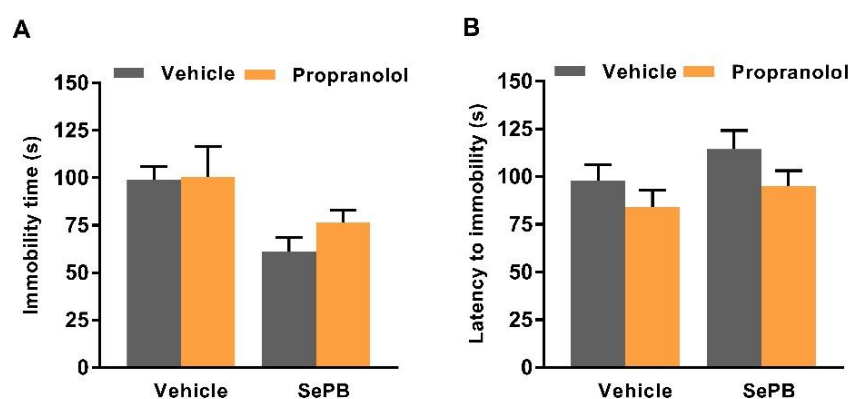 A
Vehicle Propranolol
150
125
100
75
50
25
0
Immobility time (s)
Vehicle SePB
B
Vehicle Propranolol
150
125
100
75
50
25
0
Latency to immobility (s)
Vehicle SePB